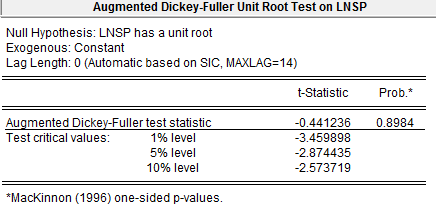 Augmented Dickey-Fuller Unit Root Test on LNSP
Null Hypothesis: LNSP has a unit root
Exogenous: Constant
Lag Length: 0 (Automatic based on SIC, MAXLAG=14)
t-Statistic Prob.*
Augmented Dickey-Fuller test statistic -0.441236 0.8984
Test critical values: 1% level -3.459898
5% level -2.874435
10% level -2.573719
*MacKinnon (1996) one-sided p-values.